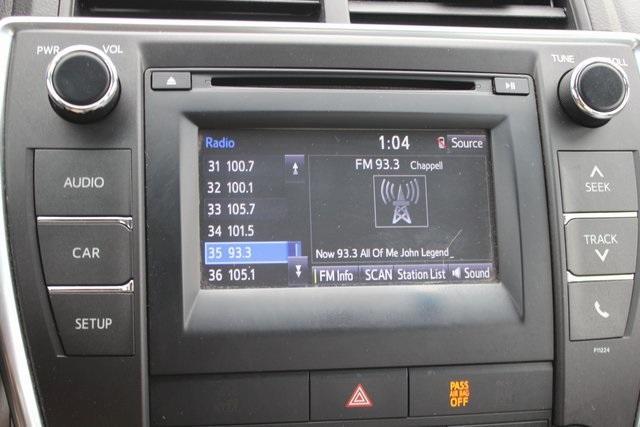 PWR VOL
TUNE
AUDIO
CAR
SETUP
Radio 1:04 Source
31 100.7
32 100.1
33 105.7
34 101.5
35 93.3
36 105.1
FM 93.3 Chappell
Now 93.3 All Of Me John Legend_
FM Info SCAN Station List Sound
SEEK
TRACK
P11224
PASS
AIR BAG
OFF